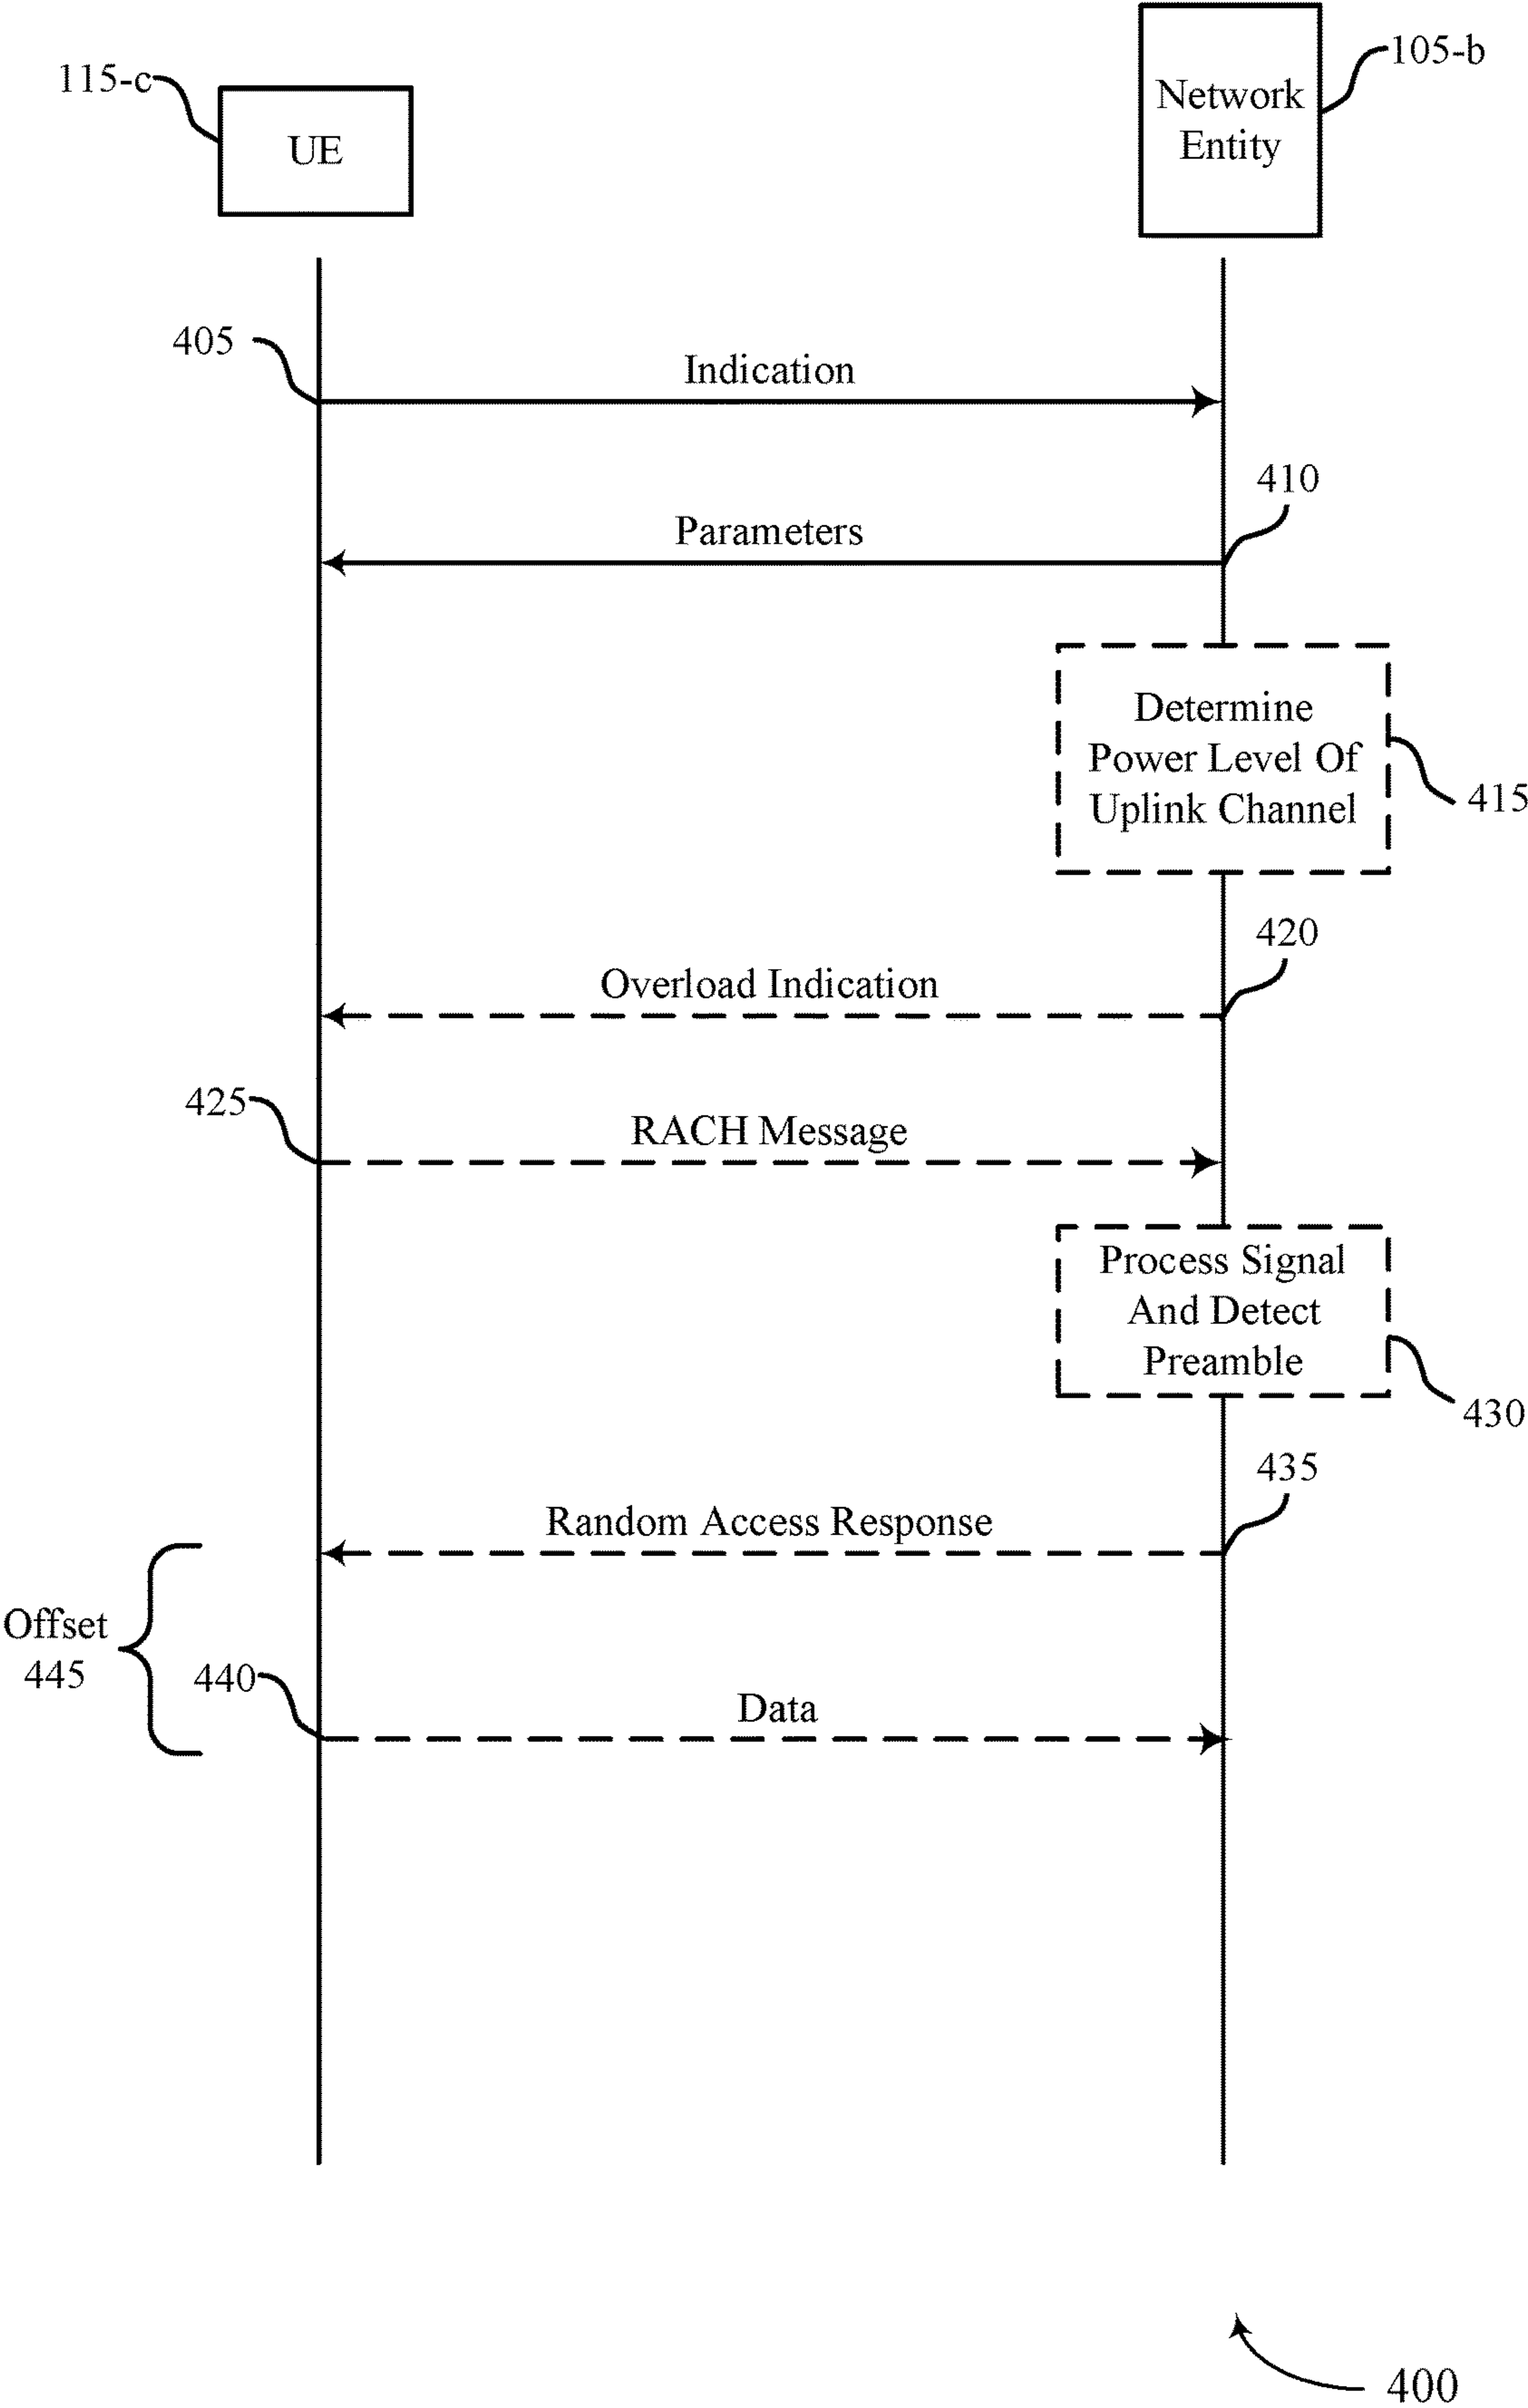 115-c
UE
Network
Entity
105-b
405
Indication
410
Parameters
Determine
Power Level Of
Uplink Channel
415
420
Overload Indication
425
RACH Message
Process Signal
And Detect
Preamble
430
435
Random Access Response
Offset
445
440
Data
400